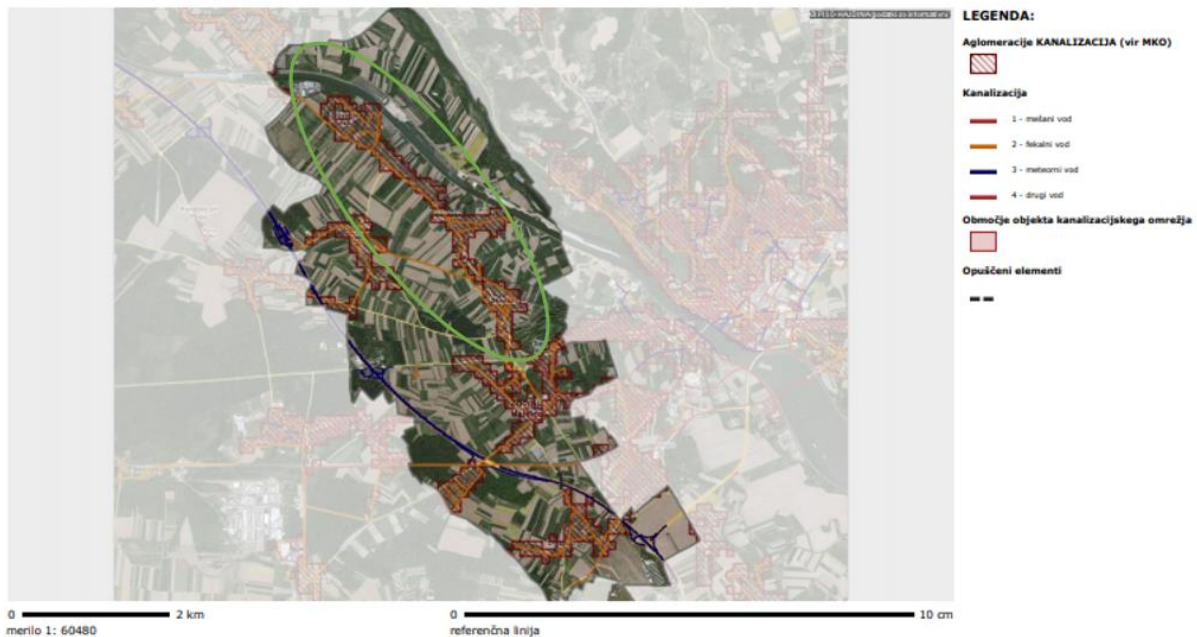 LEGENDA:
Aglomeracije KANALIZACIJA (vir MKO)
Kanalizacija
1 - mešani vod
2 - fekalni vod
3 - meteorni vod
4 - drugi vod
Območje objekta kanalizacijskega omrežja
Opuščeni elementi
0 2 km
merilo 1: 60480
0 10 cm
referenčna linija